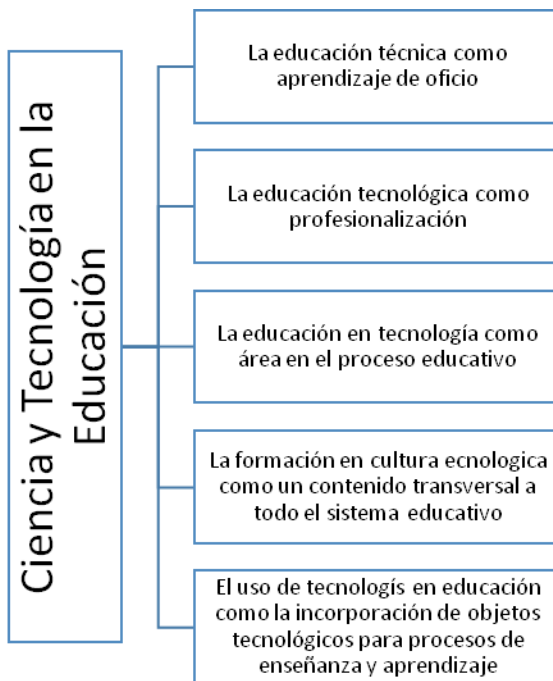 Ciencia y Tecnología en la
Educación
La educación técnica como
aprendizaje de oficio
La educación tecnológica como
profesionalización
La educación en tecnología como
área en el proceso educativo
La formación en cultura ecnologica
como un contenido transversal a
todo el sistema educativo
El uso de tecnologís en educación
como la incorporación de objetos
tecnológicos para procesos de
enseñanza y aprendizaje